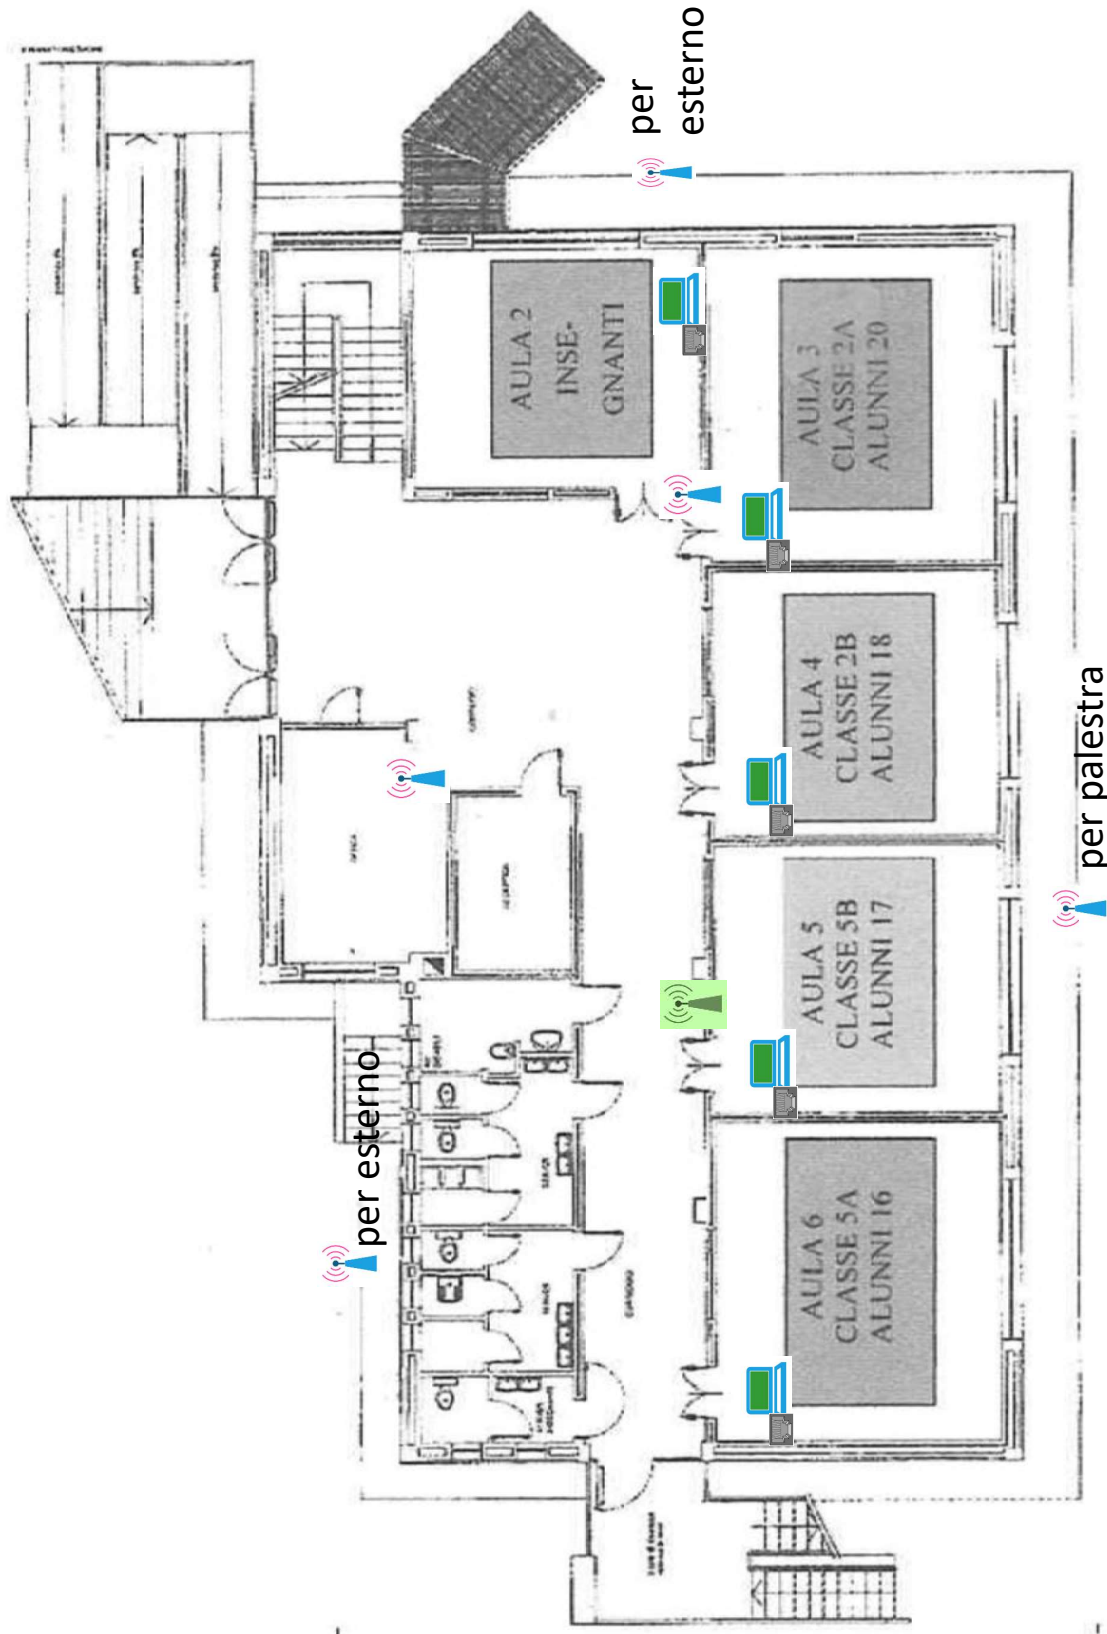 per
esterno
AULA 2
INSE-
GNANTI
AULA 3
CLASSE 2A
ALUNNI 20
AULA 4
CLASSE 2B
ALUNNI 18
AULA 5
CLASSE 5B
ALUNNI 17
AULA 6
CLASSE 5A
ALUNNI 16
per esterno
per palestra